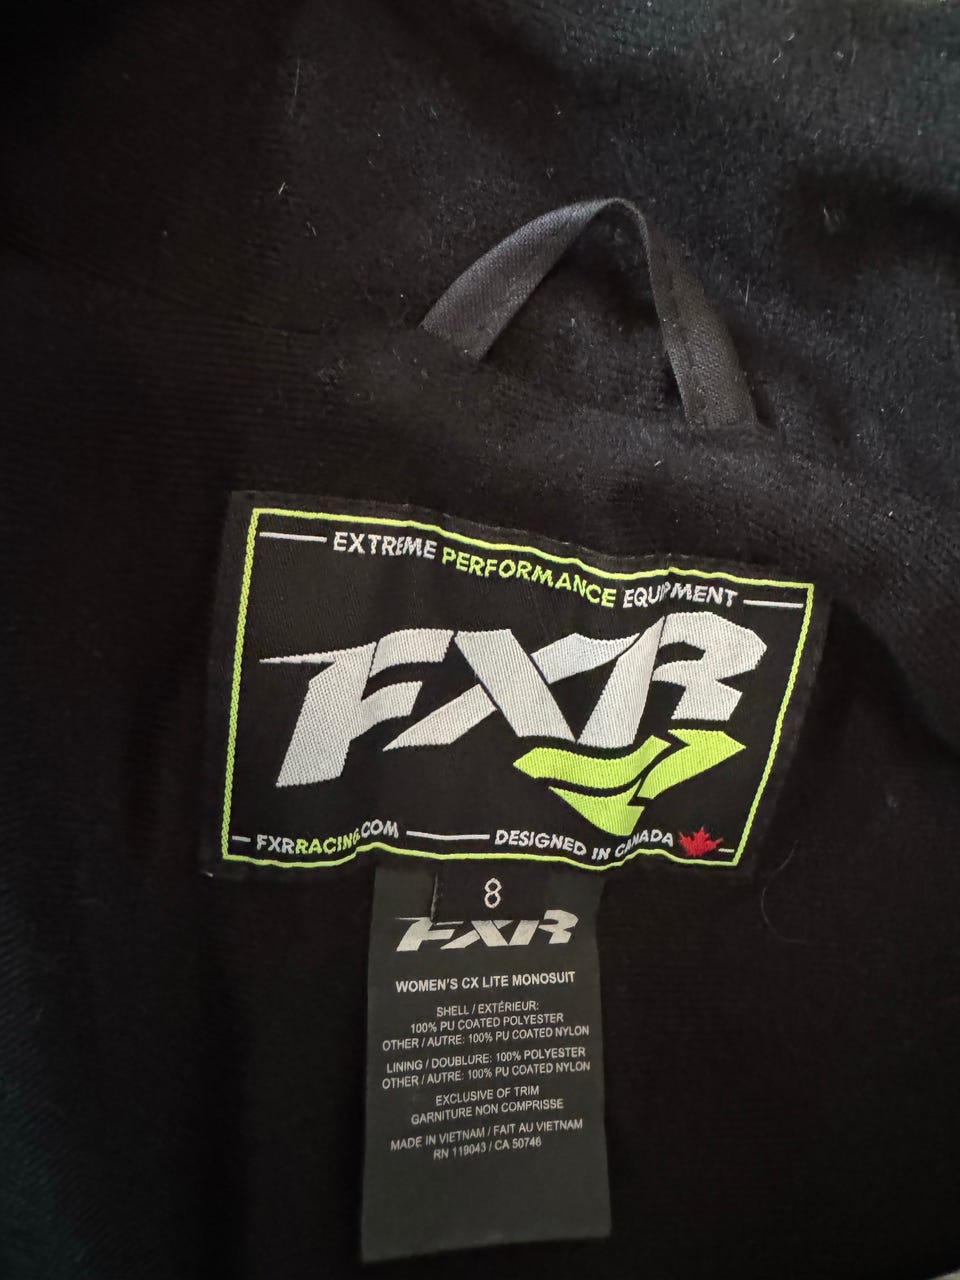 EXTREME PERFORMANCE EQUIPMENT
FXR
FXRRACING.COM
DESIGNED IN CANADA
8
FXR
WOMEN'S CX LITE MONOSUIT
SHELL / EXTÉRIEUR:
100% PU COATED POLYESTER
OTHER / AUTRE: 100% PU COATED NYLON
LINING / DOUBLURE: 100% POLYESTER
OTHER / AUTRE: 100% PU COATED NYLON
EXCLUSIVE OF TRIM
GARNITURE NON COMPRISSE
MADE IN VIETNAM / FAIT AU VIETNAM
RN 119043 / CA 50746